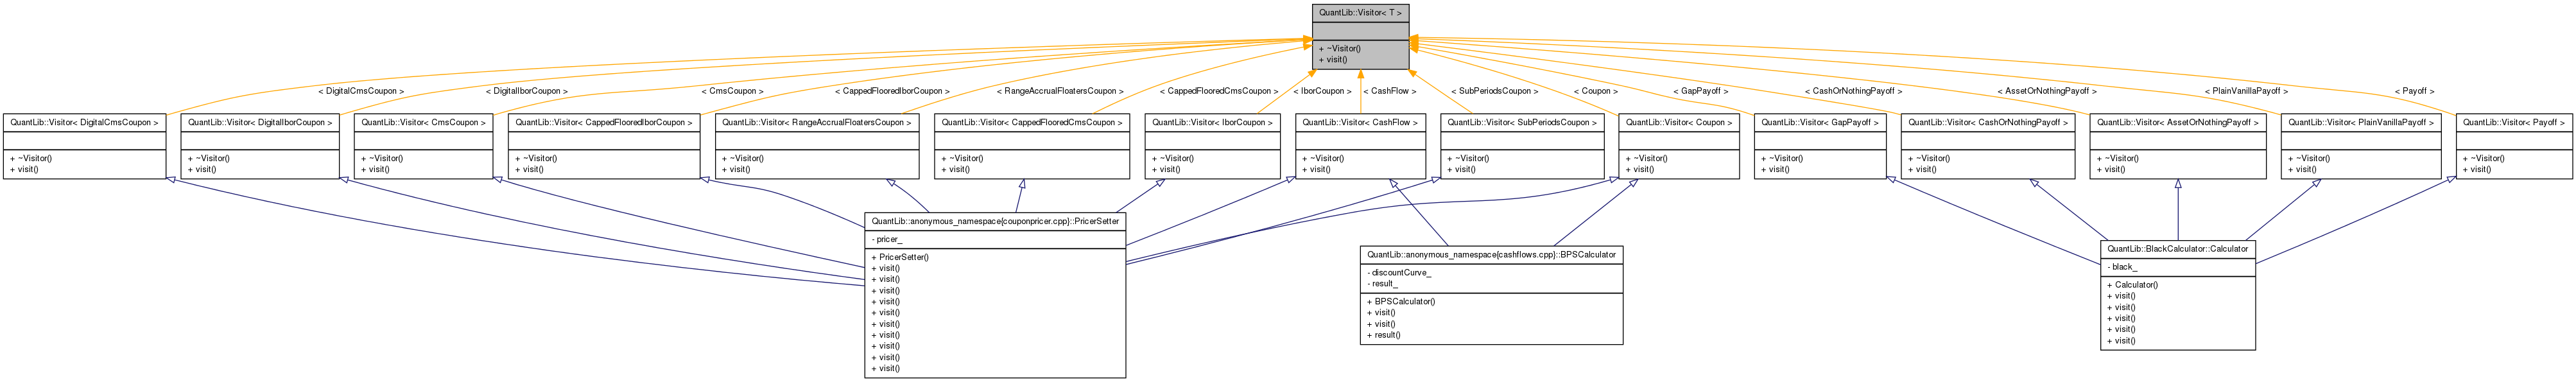 QuantLib::Visitor< T >
+ ~Visitor()
+ visit()
< DigitalCmsCoupon >
< DigitalIborCoupon >
< CmsCoupon >
< CappedFlooredIborCoupon >
< RangeAccrualFloatersCoupon >
< CappedFlooredCmsCoupon >
< IborCoupon >
< CashFlow >
< SubPeriodsCoupon >
< Coupon >
< GapPayoff >
< CashOrNothingPayoff >
< AssetOrNothingPayoff >
< PlainVanillaPayoff >
< Payoff >
QuantLib::Visitor< DigitalCmsCoupon >
+ ~Visitor()
+ visit()
QuantLib::Visitor< DigitalIborCoupon >
+ ~Visitor()
+ visit()
QuantLib::Visitor< CmsCoupon >
+ ~Visitor()
+ visit()
QuantLib::Visitor< CappedFlooredIborCoupon >
+ ~Visitor()
+ visit()
QuantLib::Visitor< RangeAccrualFloatersCoupon >
+ ~Visitor()
+ visit()
QuantLib::Visitor< CappedFlooredCmsCoupon >
+ ~Visitor()
+ visit()
QuantLib::Visitor< IborCoupon >
+ ~Visitor()
+ visit()
QuantLib::Visitor< CashFlow >
+ ~Visitor()
+ visit()
QuantLib::Visitor< SubPeriodsCoupon >
+ ~Visitor()
+ visit()
QuantLib::Visitor< Coupon >
+ ~Visitor()
+ visit()
QuantLib::Visitor< GapPayoff >
+ ~Visitor()
+ visit()
QuantLib::Visitor< CashOrNothingPayoff >
+ ~Visitor()
+ visit()
QuantLib::Visitor< AssetOrNothingPayoff >
+ ~Visitor()
+ visit()
QuantLib::Visitor< PlainVanillaPayoff >
+ ~Visitor()
+ visit()
QuantLib::Visitor< Payoff >
+ ~Visitor()
+ visit()
QuantLib::anonymous_namespace{couponpricer.cpp}::PricerSetter
- pricer_
+ PricerSetter()
+ visit()
+ visit()
+ visit()
+ visit()
+ visit()
+ visit()
+ visit()
+ visit()
+ visit()
+ visit()
QuantLib::anonymous_namespace{cashflows.cpp}::BPSCalculator
- discountCurve_
- result_
+ BPSCalculator()
+ visit()
+ visit()
+ result()
QuantLib::BlackCalculator::Calculator
- black_
+ Calculator()
+ visit()
+ visit()
+ visit()
+ visit()
+ visit()